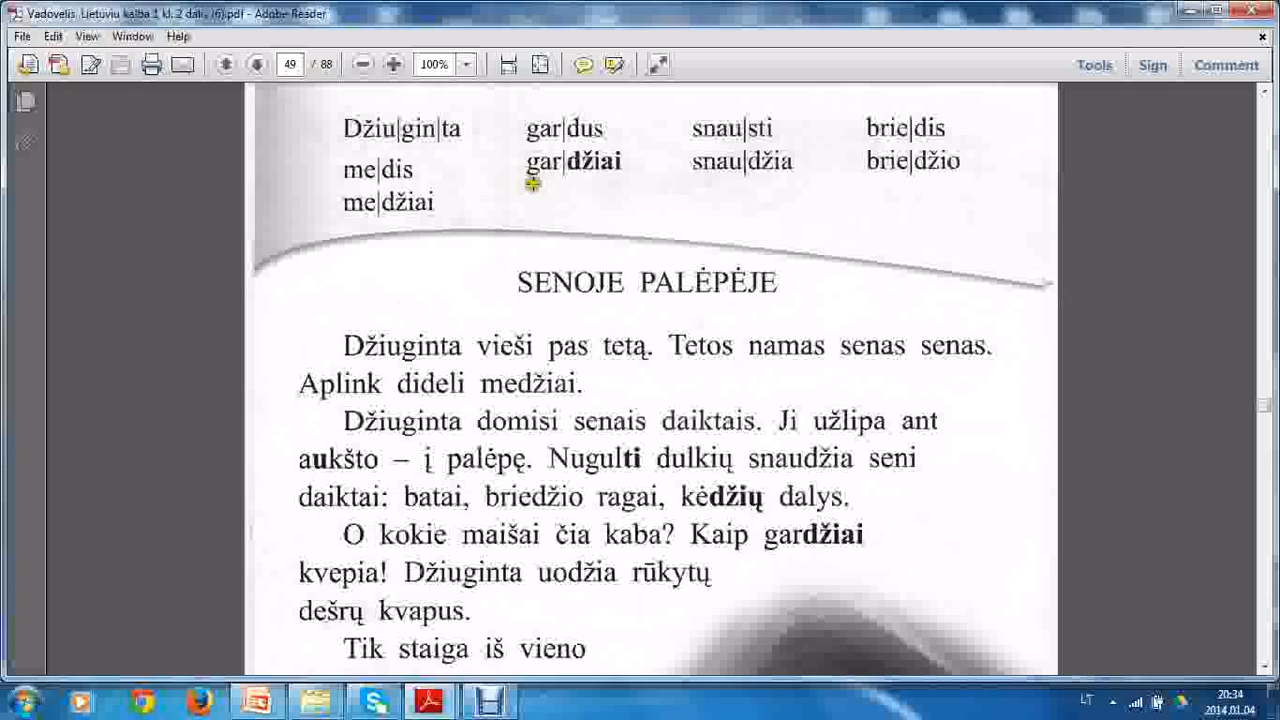 Vadovelis. Lietuviu kalba 1 kl. 2 dalis (6).pdf - Adobe Reader
File Edit View Window Help
49 / 88 100% Tools Sign Comment
Džiu|gin|ta gar|dus snau|sti brie|dis
me|dis gar|džiai snau|džia brie|džio
me|džiai
SENOJE PALĖPĖJE
Džiuginta vieši pas tetą. Tetos namas senas senas.
Aplink dideli medžiai.
Džiuginta domisi senais daiktais. Ji užlipa ant
aukšto – į palėpę. Nugulti dulkių snaudžia seni
daiktai: batai, briedžio ragai, kėdžių dalys.
O kokie maišai čia kaba? Kaip gardžiai
kvepia! Džiuginta uodžia rūkytų
dešrų kvapus.
Tik staiga iš vieno
LT 20:34
2014.01.04